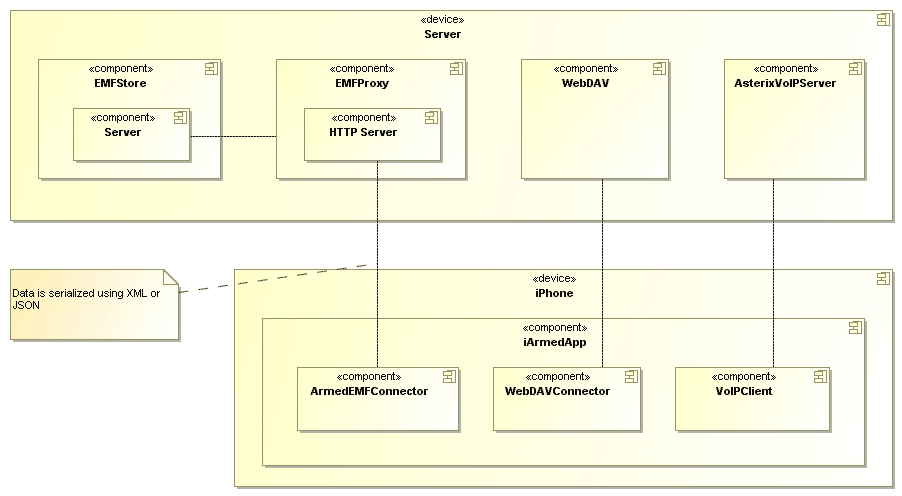 «device»
Server
«component»
EMFStore
«component»
EMFProxy
«component»
WebDAV
«component»
AsterixVoIPServer
«component»
Server
«component»
HTTP Server
Data is serialized using XML or
JSON
«device»
iPhone
«component»
iArmedApp
«component»
ArmedEMFConnector
«component»
WebDAVConnector
«component»
VoIPClient